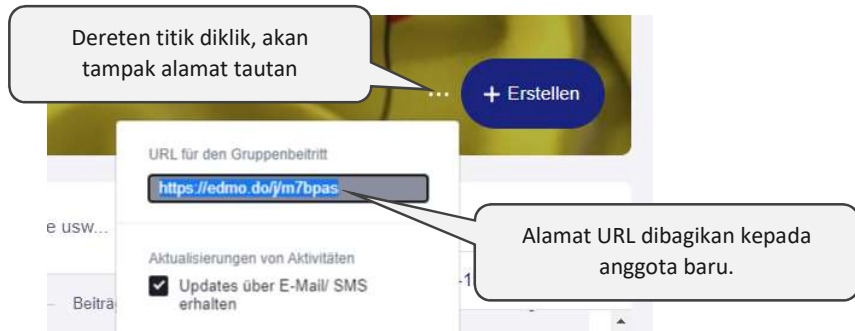 Dereten titik diklik, akan
tampak alamat tautan
...
+ Erstellen
URL für den Gruppenbeitritt
https://edmo.do/j/m7bpas
e usw...
Alamat URL dibagikan kepada
anggota baru.
Aktualisierungen von Aktivitäten
Updates über E-Mail/ SMS
erhalten
Beiträ
-1